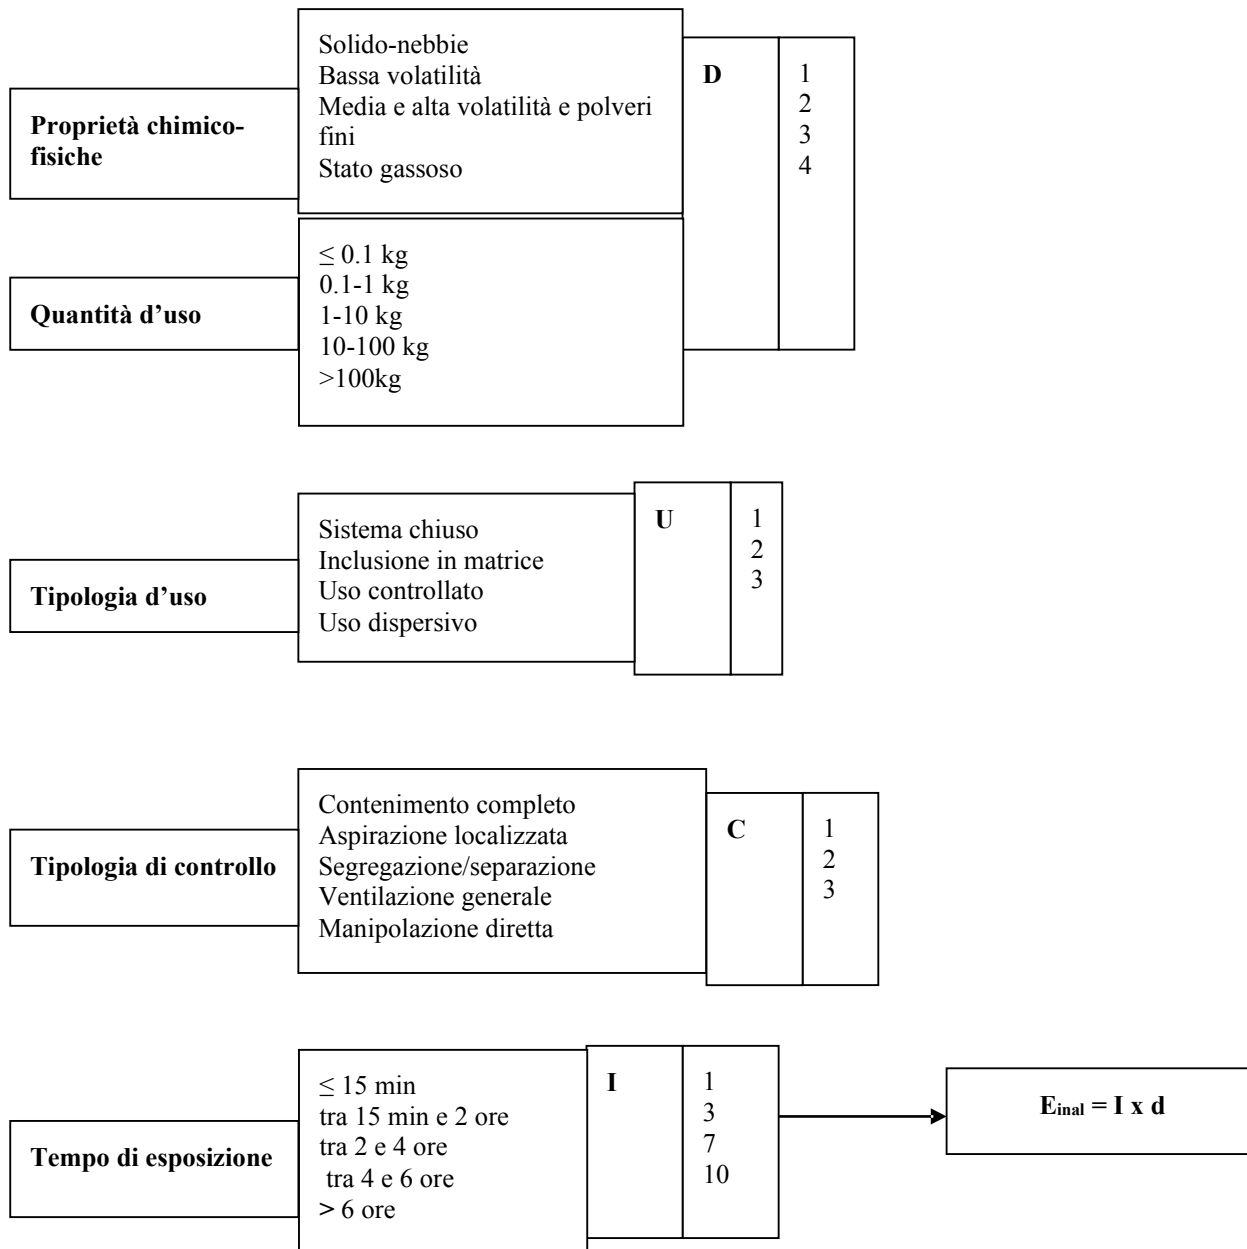 Proprietà chimico-
fisiche
Solido-nebbie
Bassa volatilità
Media e alta volatilità e polveri
fini
Stato gassoso
D
1
2
3
4
Quantità d’uso
≤ 0.1 kg
0.1-1 kg
1-10 kg
10-100 kg
>100kg
Tipologia d’uso
Sistema chiuso
Inclusione in matrice
Uso controllato
Uso dispersivo
U
1
2
3
Tipologia di controllo
Contenimento completo
Aspirazione localizzata
Segregazione/separazione
Ventilazione generale
Manipolazione diretta
C
1
2
3
Tempo di esposizione
≤ 15 min
tra 15 min e 2 ore
tra 2 e 4 ore
tra 4 e 6 ore
> 6 ore
I
1
3
7
10
Einal = I x d